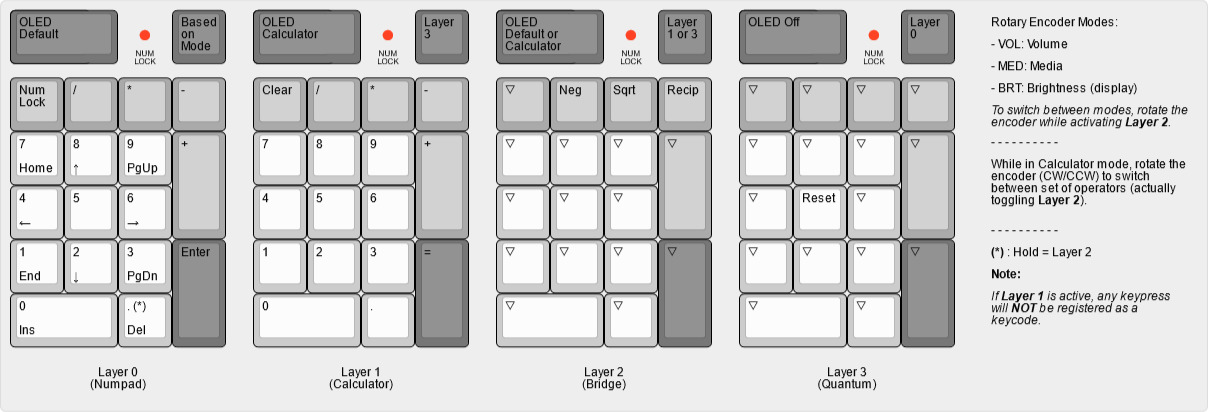 OLED
Default
NUM
LOCK
Based
on
Mode
Num
Lock
/
*
-
7
Home
8
↑
9
PgUp
+
4
←
5
6
→
1
End
2
↓
3
PgDn
Enter
0
Ins
. (*)
Del
Layer 0
(Numpad)
OLED
Calculator
NUM
LOCK
Layer
3
Clear
/
*
-
7
8
9
+
4
5
6
1
2
3
=
0
.
Layer 1
(Calculator)
OLED
Default or
Calculator
NUM
LOCK
Layer
1 or 3
▽
Neg
Sqrt
Recip
▽
▽
▽
▽
▽
▽
▽
▽
▽
▽
▽
▽
▽
Layer 2
(Bridge)
OLED Off
NUM
LOCK
Layer
0
▽
▽
▽
▽
▽
▽
▽
▽
▽
Reset
▽
▽
▽
▽
▽
▽
▽
Layer 3
(Quantum)
Rotary Encoder Modes:
- VOL: Volume
- MED: Media
- BRT: Brightness (display)
To switch between modes, rotate the
encoder while activating Layer 2.
- - - - - - - - - -
While in Calculator mode, rotate the
encoder (CW/CCW) to switch
between set of operators (actually
toggling Layer 2).
- - - - - - - - - -
(*) : Hold = Layer 2
Note:
If Layer 1 is active, any keypress
will NOT be registered as a
keycode.